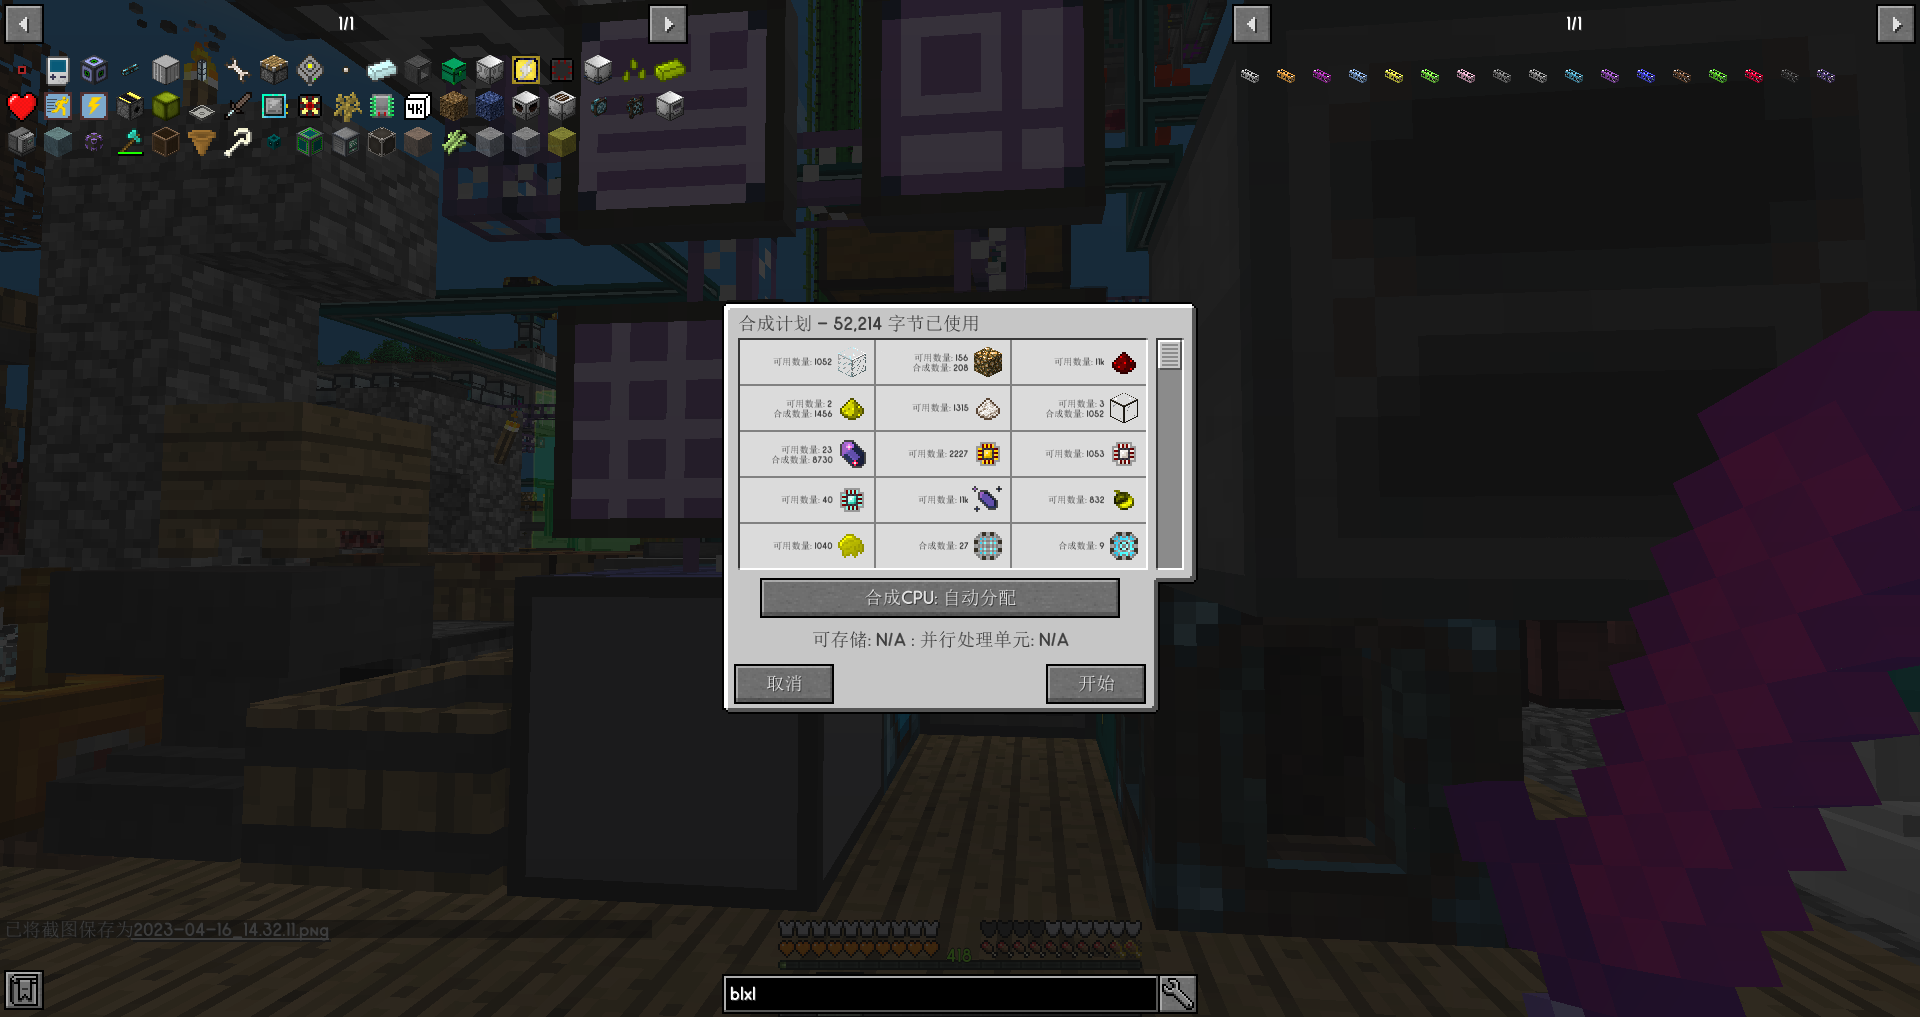 1/1
1/1
4K
合成计划 - 52,214 字节已使用
可用数量: 1052
可用数量: 156
合成数量: 208
可用数量: 11k
可用数量: 2
合成数量: 1456
可用数量: 1315
可用数量: 3
合成数量: 1052
可用数量: 23
合成数量: 8730
可用数量: 2227
可用数量: 1053
可用数量: 40
可用数量: 11k
可用数量: 832
可用数量: 1040
合成数量: 27
合成数量: 9
合成CPU: 自动分配
可存储: N/A : 并行处理单元: N/A
取消
开始
已将截图保存为2023-04-16_14.32.11.png
418
blxl